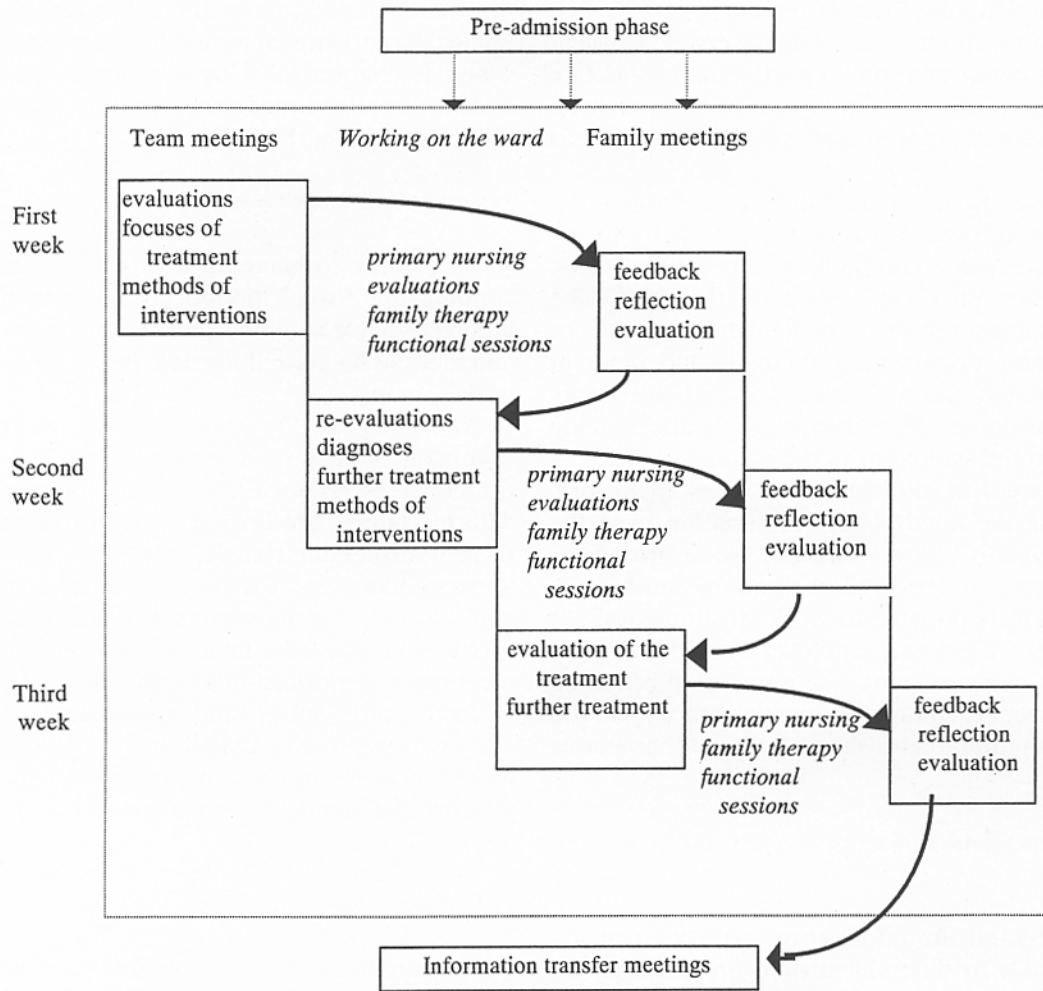 Pre-admission phase
Team meetings
Working on the ward
Family meetings
First
week
evaluations
focuses of
treatment
methods of
interventions
primary nursing
evaluations
family therapy
functional sessions
feedback
reflection
evaluation
Second
week
re-evaluations
diagnoses
further treatment
methods of
interventions
primary nursing
evaluations
family therapy
functional
sessions
feedback
reflection
evaluation
Third
week
evaluation of the
treatment
further treatment
primary nursing
family therapy
functional
sessions
feedback
reflection
evaluation
Information transfer meetings